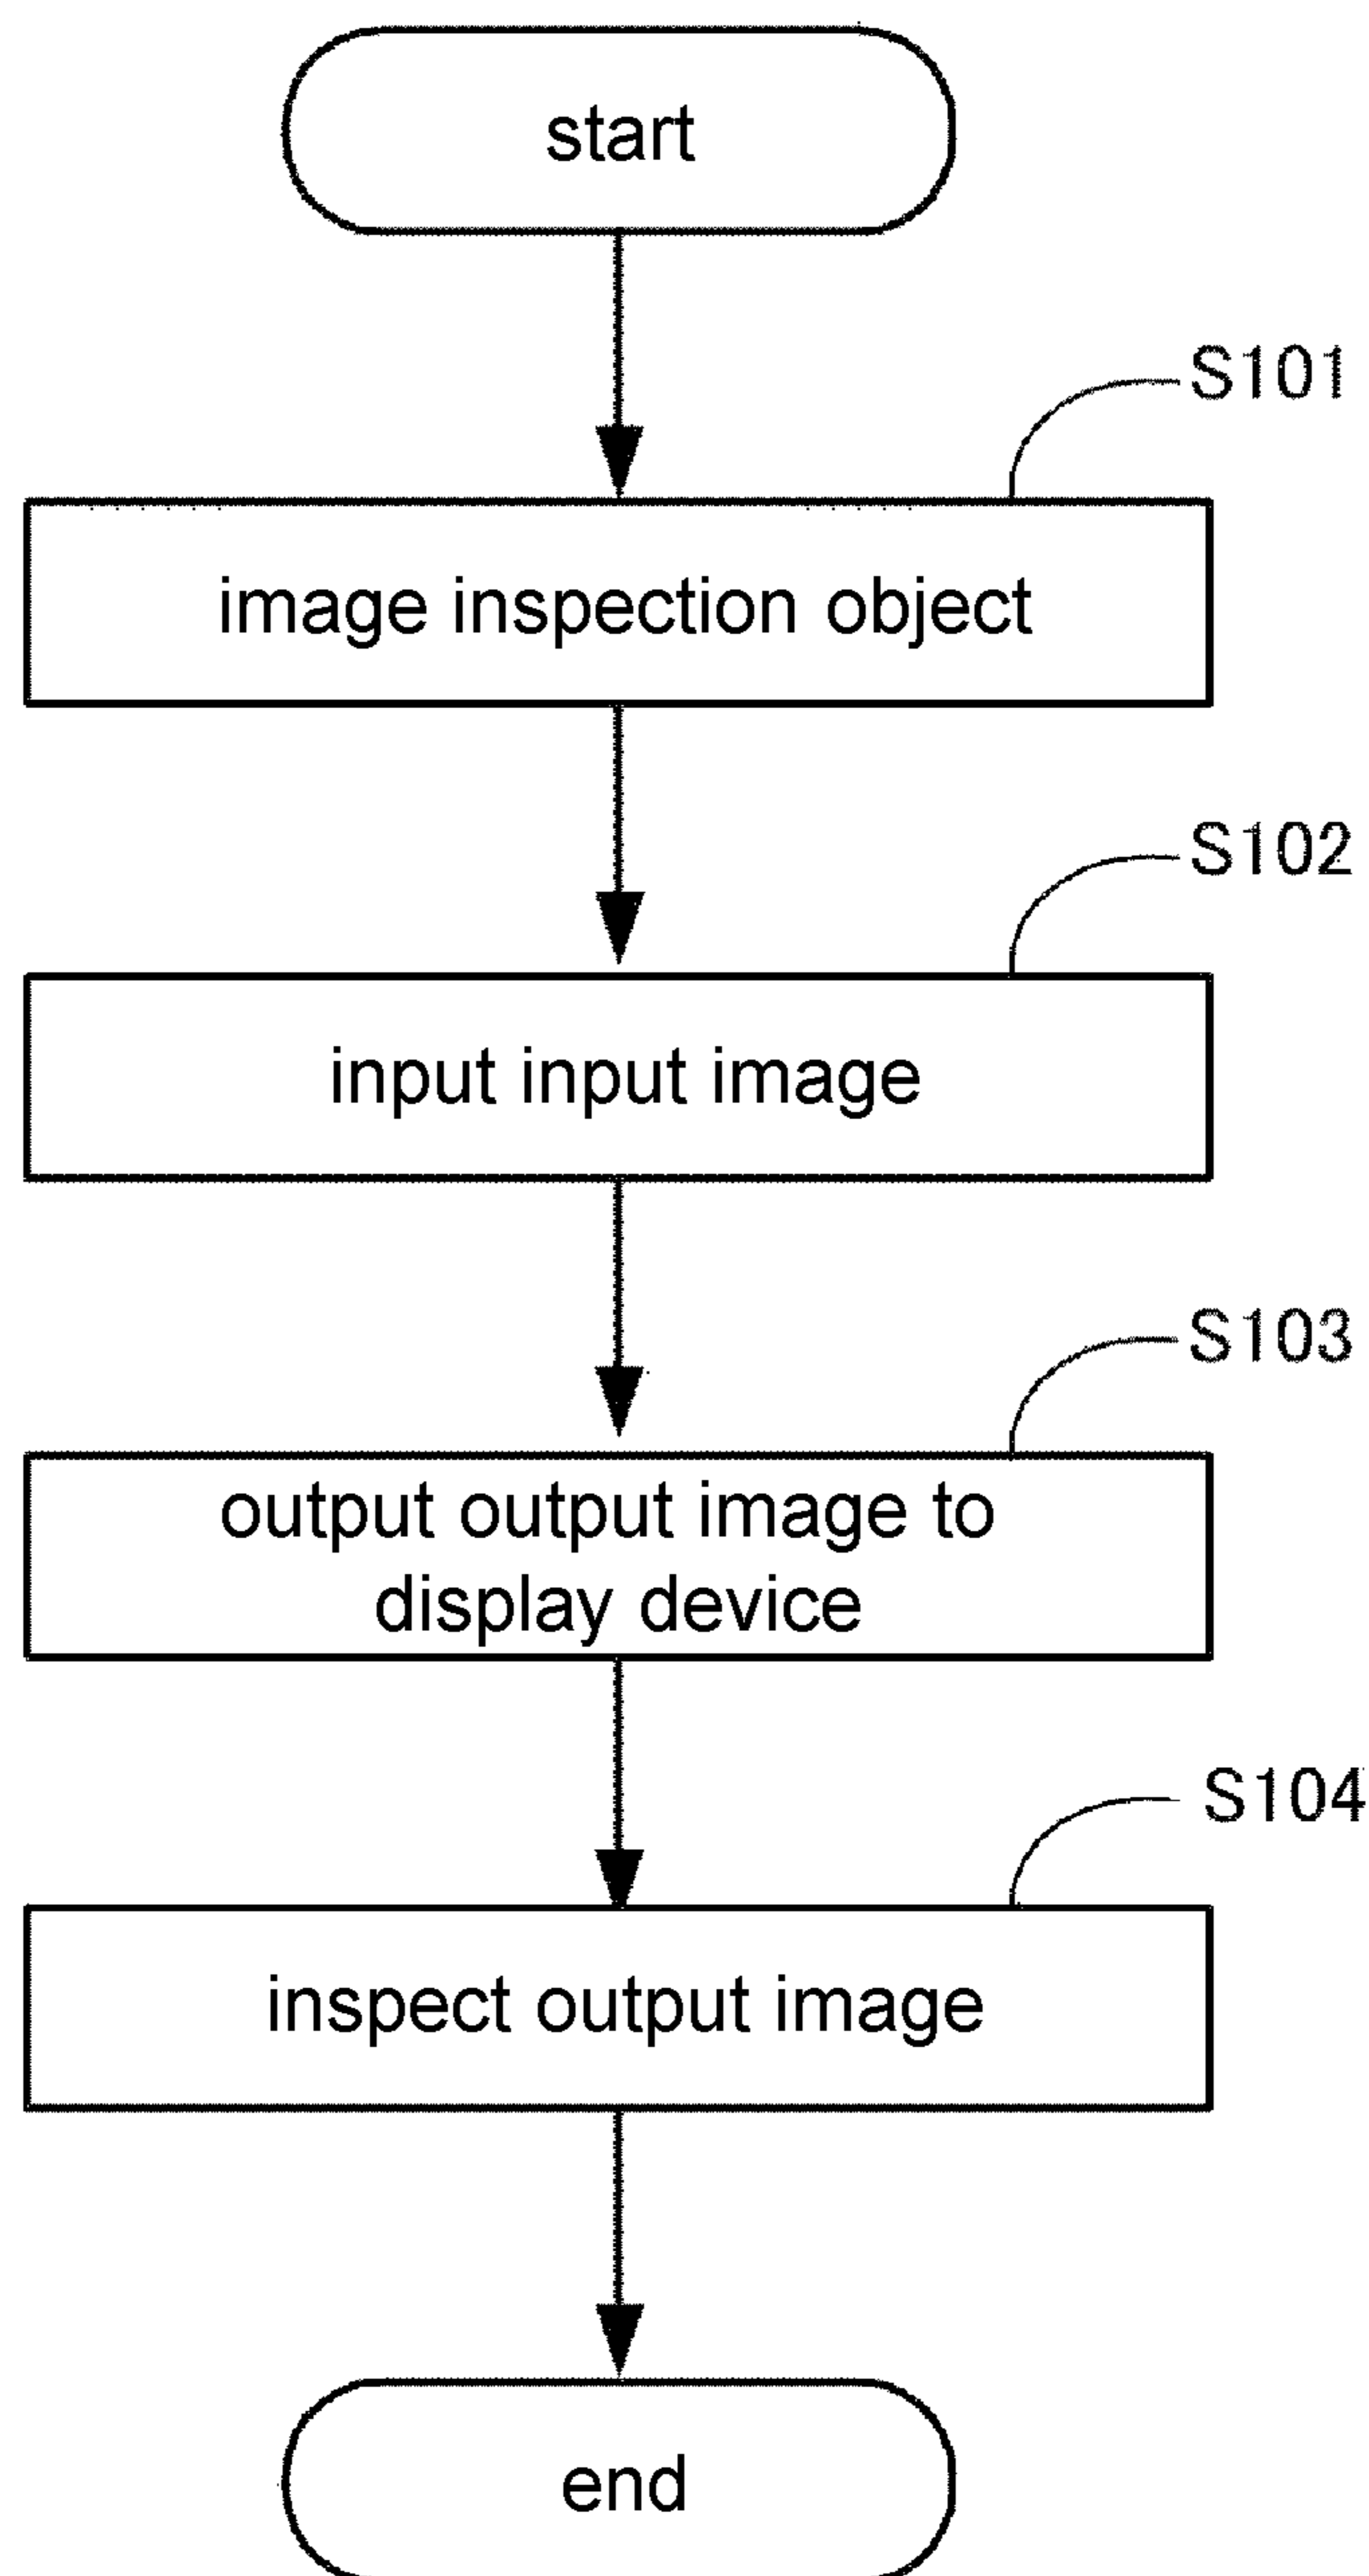 start
S101
image inspection object
S102
input input image
S103
output output image to
display device
S104
inspect output image
end